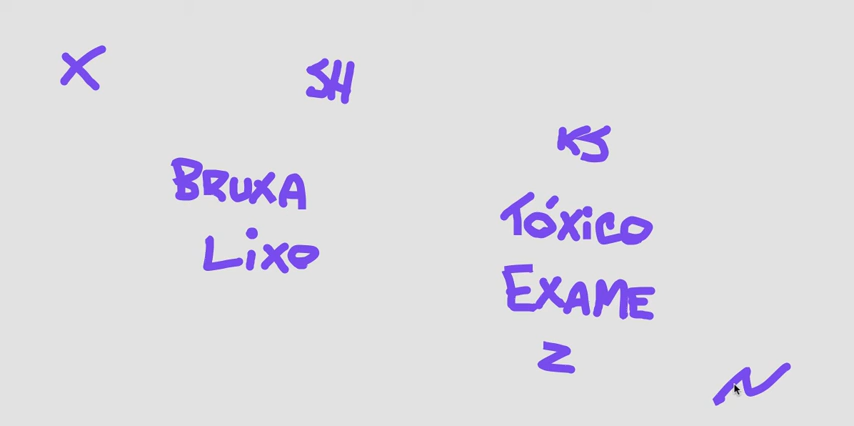 X
SH
BRUXA
LiXO
KS
TÓXiCO
EXAME
Z